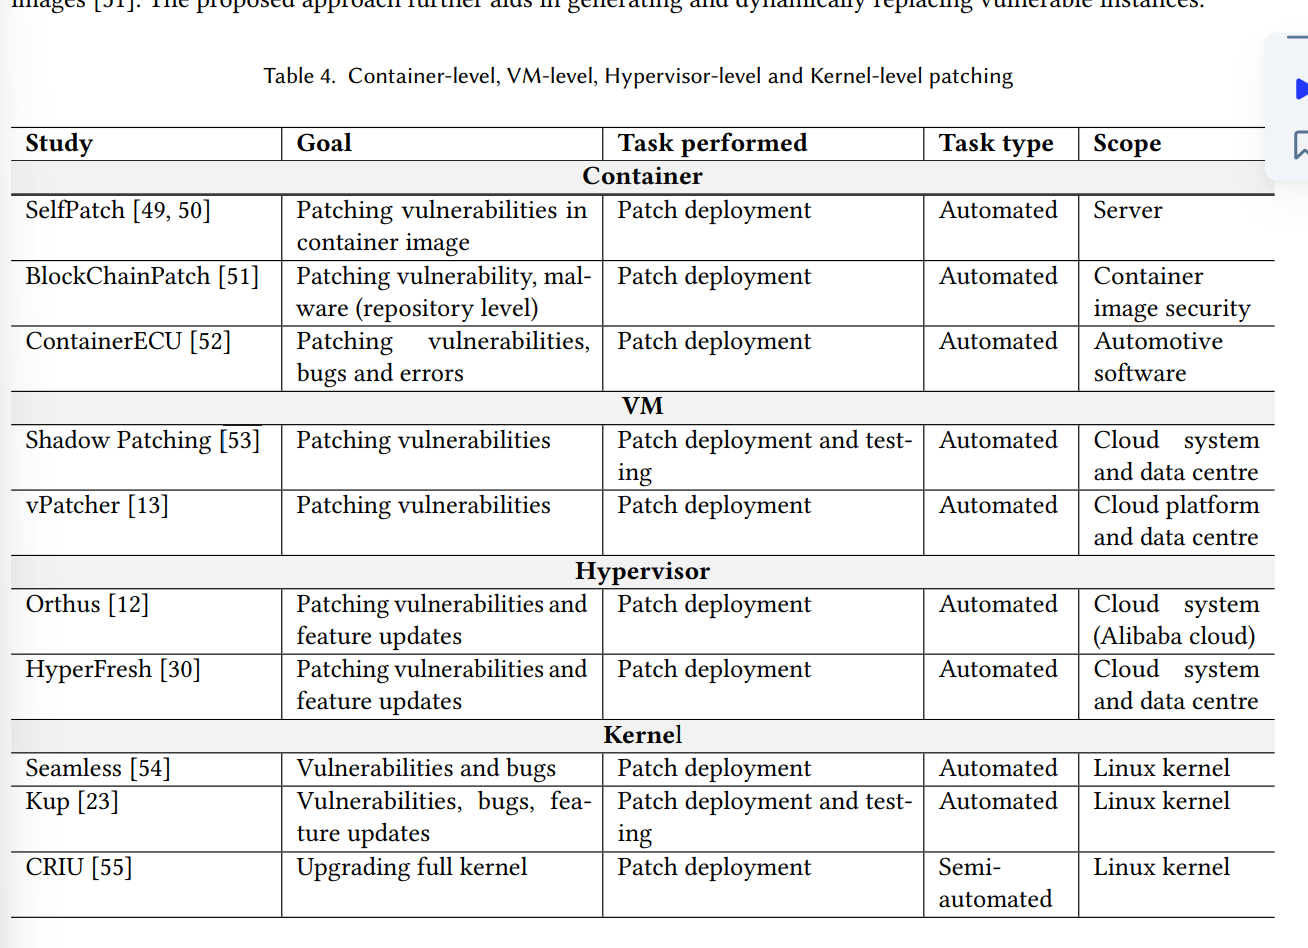 images [51]. The proposed approach further aids in generating and dynamically replacing vulnerable instances.
Table 4. Container-level, VM-level, Hypervisor-level and Kernel-level patching
Study Goal Task performed Task type Scope
Container
SelfPatch [49, 50] Patching vulnerabilities in Patch deployment Automated Server
container image
BlockChainPatch [51] Patching vulnerability, mal- Patch deployment Automated Container
ware (repository level) image security
ContainerECU [52] Patching vulnerabilities, Patch deployment Automated Automotive
bugs and errors software
VM
Shadow Patching [53] Patching vulnerabilities Patch deployment and test- Automated Cloud system
ing and data centre
vPatcher [13] Patching vulnerabilities Patch deployment Automated Cloud platform
and data centre
Hypervisor
Orthus [12] Patching vulnerabilities and Patch deployment Automated Cloud system
feature updates (Alibaba cloud)
HyperFresh [30] Patching vulnerabilities and Patch deployment Automated Cloud system
feature updates and data centre
Kernel
Seamless [54] Vulnerabilities and bugs Patch deployment Automated Linux kernel
Kup [23] Vulnerabilities, bugs, fea- Patch deployment and test- Automated Linux kernel
ture updates ing
CRIU [55] Upgrading full kernel Patch deployment Semi- Linux kernel
automated